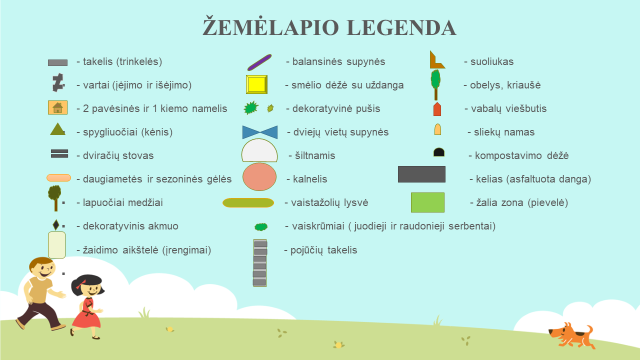 ŽEMĖLAPIO LEGENDA
- takelis (trinkelės)
- vartai (įėjimo ir išėjimo)
- 2 pavėsinės ir 1 kiemo namelis
- spygliuočiai (kėnis)
- dviračių stovas
- daugiametės ir sezoninės gėlės
- lapuočiai medžiai
- dekoratyvinis akmuo
- žaidimo aikštelė (įrengimai)
- balansinės supynės
- smėlio dėžė su uždanga
- dekoratyvinė pušis
- dviejų vietų supynės
- šiltnamis
- kalnelis
- vaistažolių lysvė
- vaiskrūmiai ( juodieji ir raudonieji serbentai)
- pojūčių takelis
- suoliukas
- obelys, kriaušė
- vabalų viešbutis
- sliekų namas
- kompostavimo dėžė
- kelias (asfaltuota danga)
- žalia zona (pievelė)